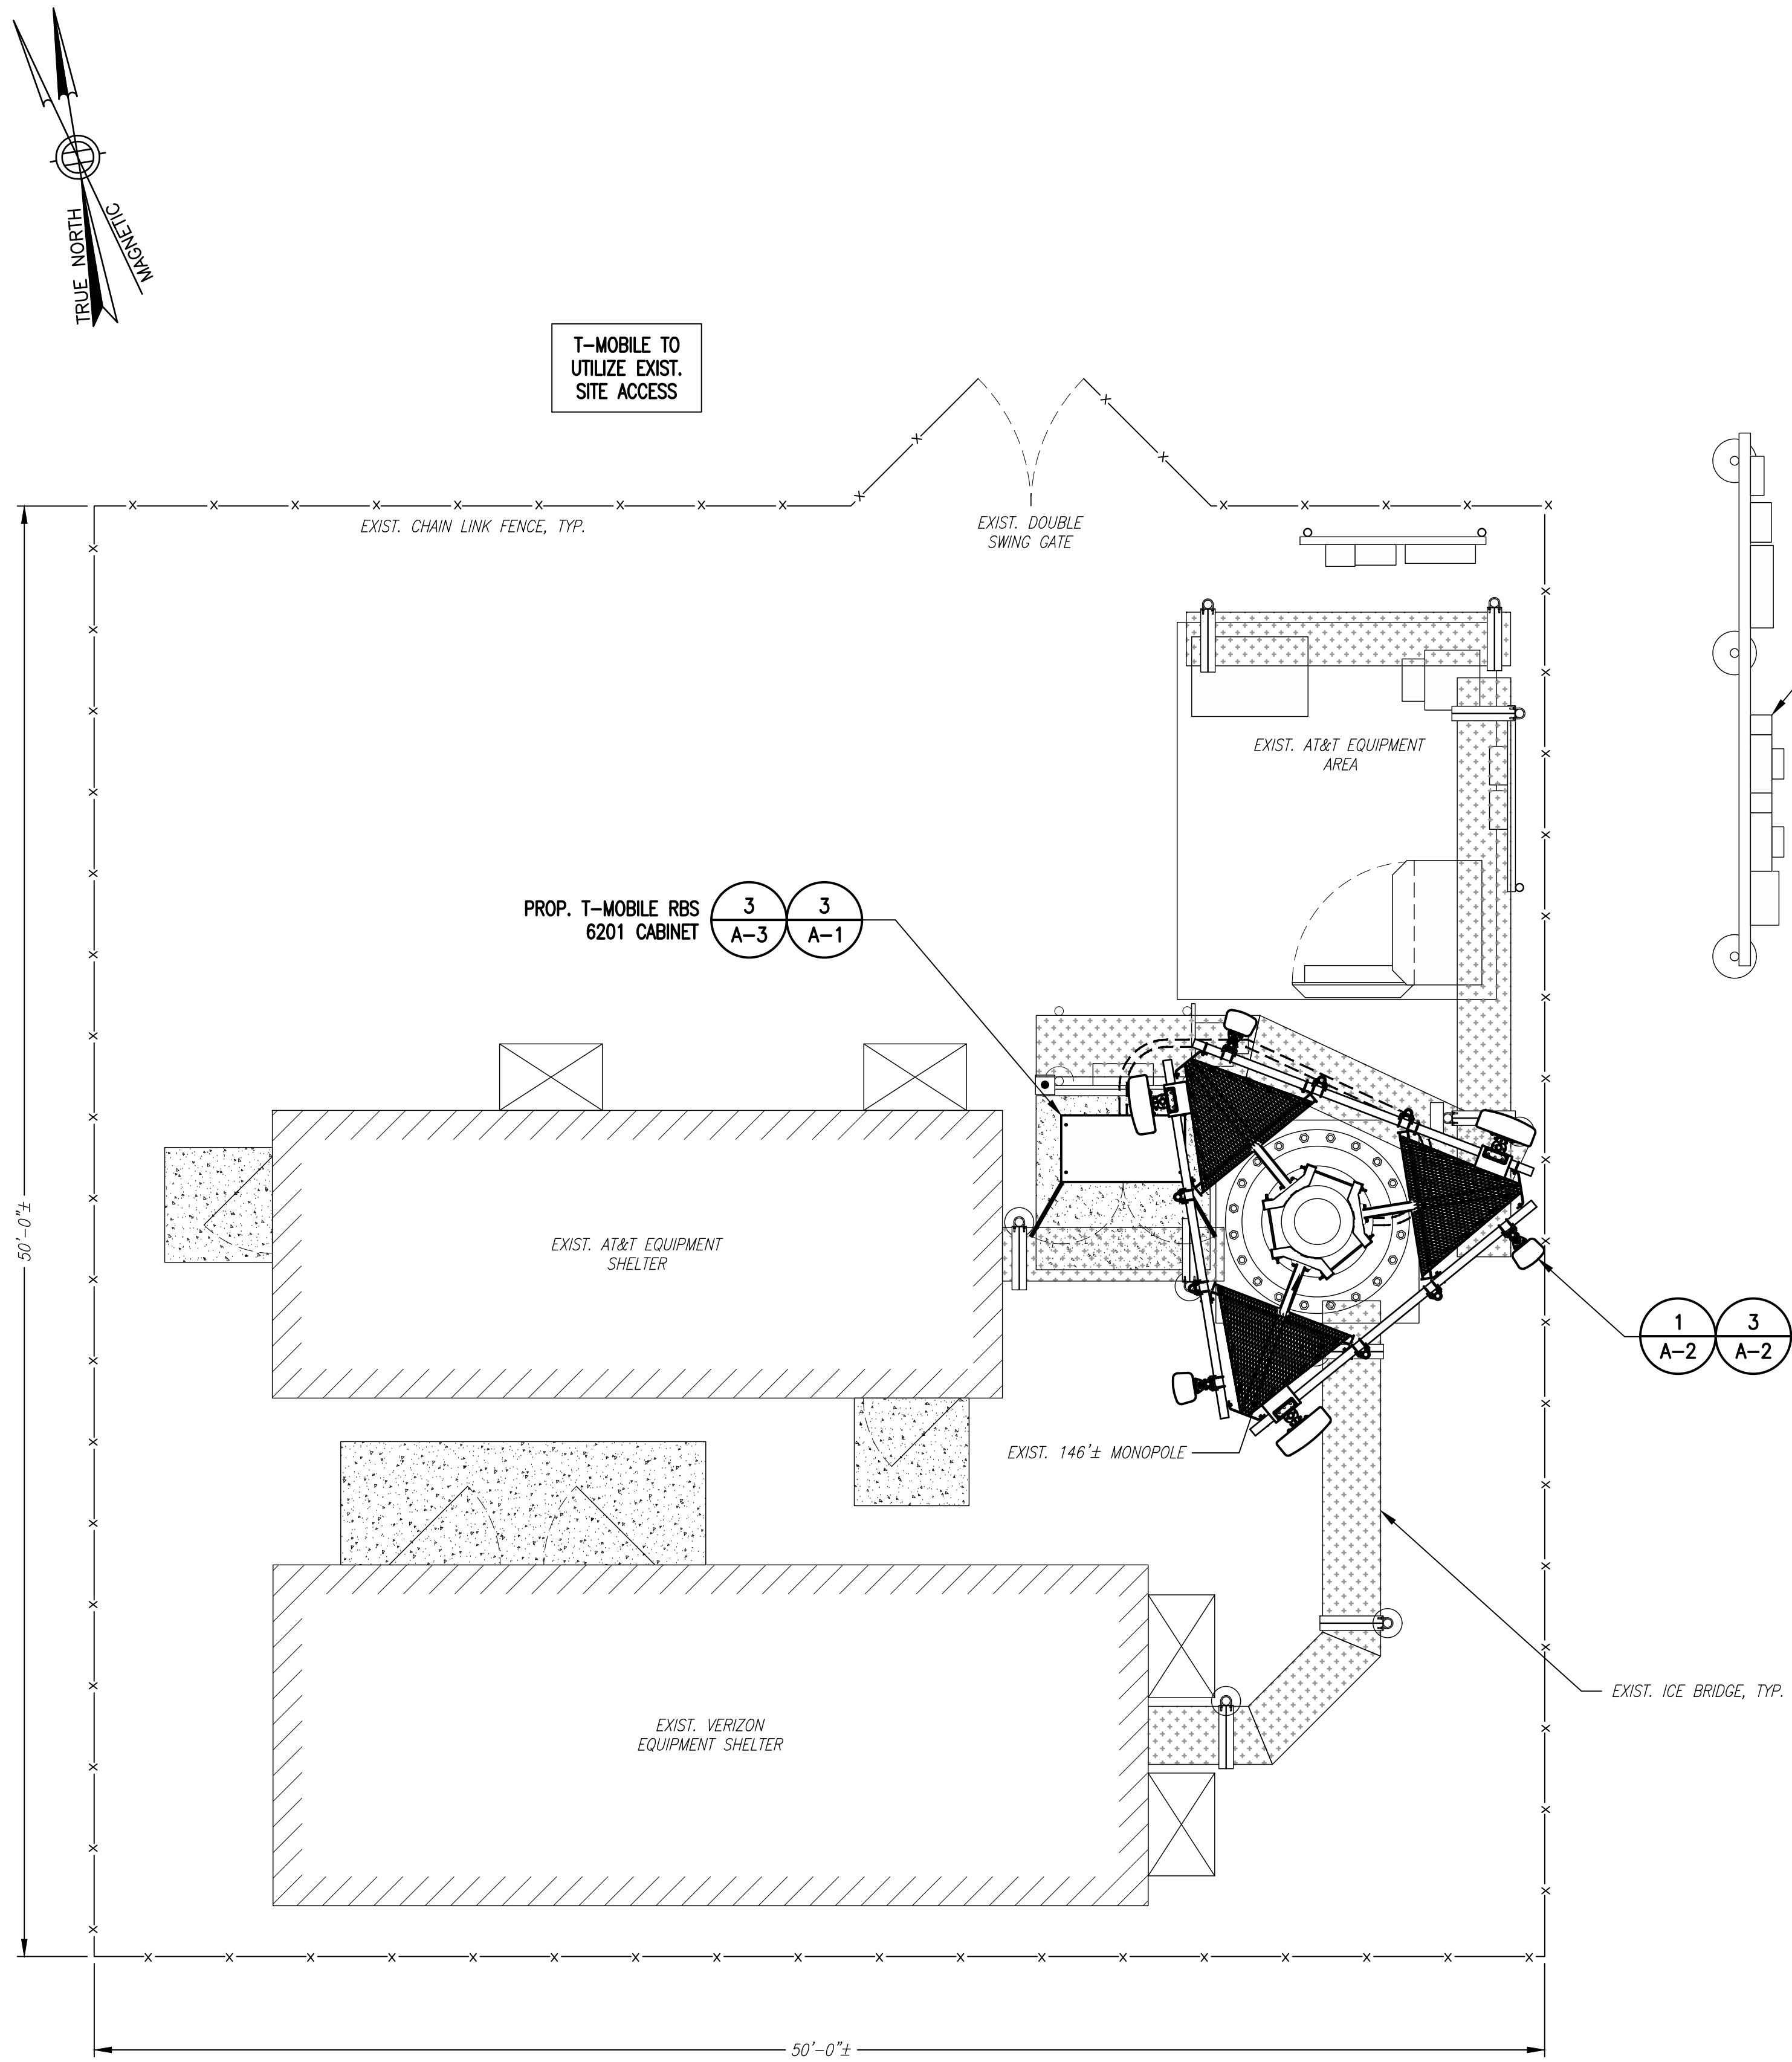 TRUE NORTH
MAGNETIC
T-MOBILE TO
UTILIZE EXIST.
SITE ACCESS
EXIST. CHAIN LINK FENCE, TYP.
EXIST. DOUBLE
SWING GATE
EXIST. AT&T EQUIPMENT
AREA
PROP. T-MOBILE RBS
6201 CABINET
3
A-3
3
A-1
50'-0"±
EXIST. AT&T EQUIPMENT
SHELTER
1
A-2
3
A-2
EXIST. 146'± MONOPOLE
EXIST. ICE BRIDGE, TYP.
EXIST. VERIZON
EQUIPMENT SHELTER
50'-0"±